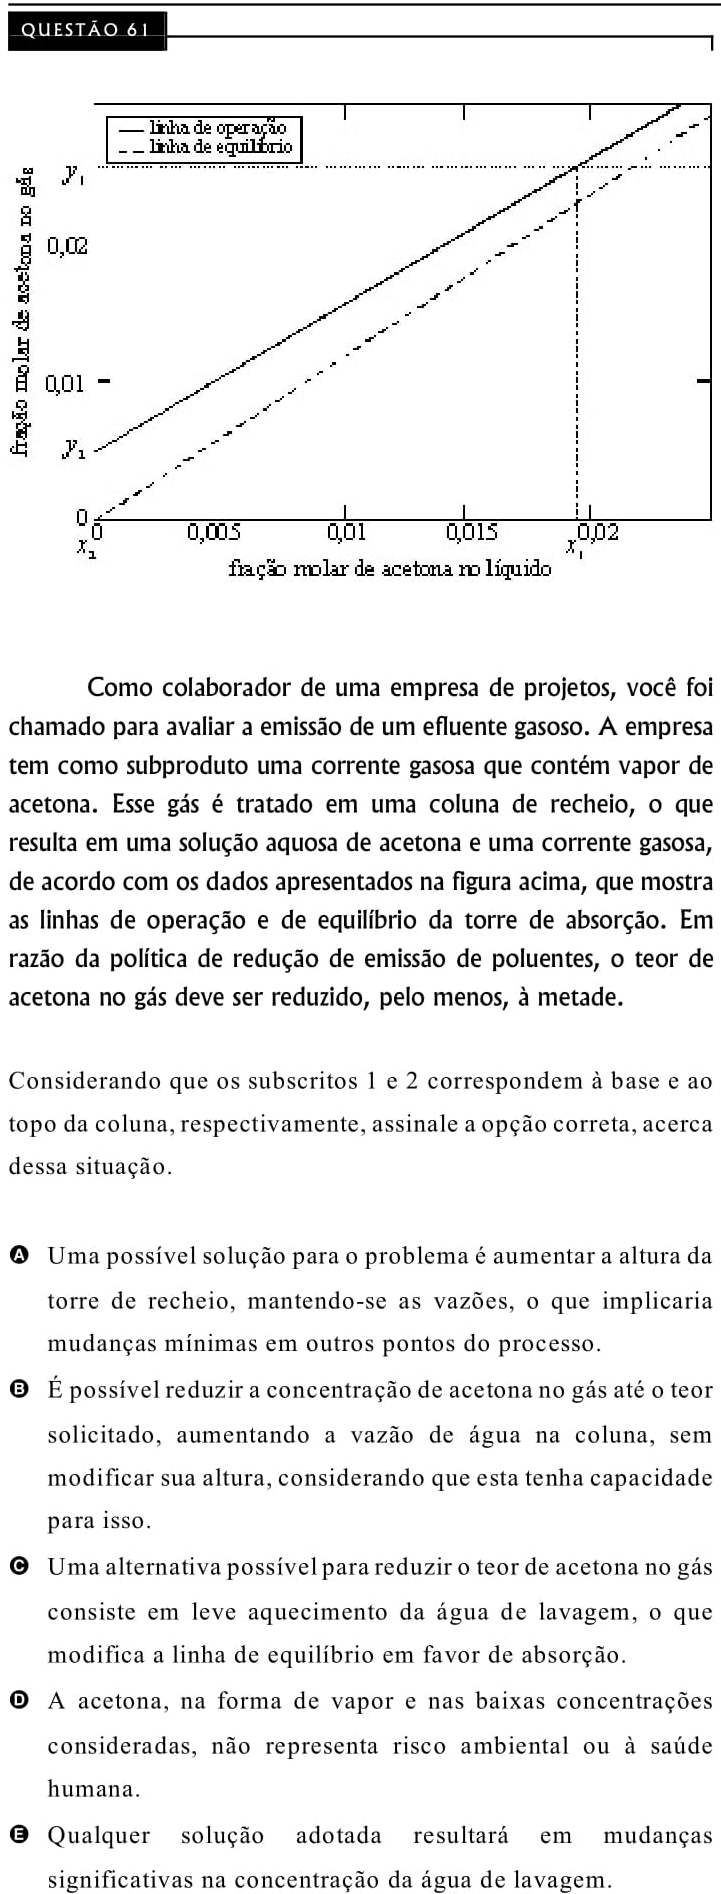 QUESTÃO 61
linha de operação
linha de equilíbrio
fração molar de acetona no gás
y₁
0,02
0,01
y₂
0
0
0,005
0,01
0,015
0,02
x₂
x₁
fração molar de acetona no líquido
Como colaborador de uma empresa de projetos, você foi
chamado para avaliar a emissão de um efluente gasoso. A empresa
tem como subproduto uma corrente gasosa que contém vapor de
acetona. Esse gás é tratado em uma coluna de recheio, o que
resulta em uma solução aquosa de acetona e uma corrente gasosa,
de acordo com os dados apresentados na figura acima, que mostra
as linhas de operação e de equilíbrio da torre de absorção. Em
razão da política de redução de emissão de poluentes, o teor de
acetona no gás deve ser reduzido, pelo menos, à metade.
Considerando que os subscritos 1 e 2 correspondem à base e ao
topo da coluna, respectivamente, assinale a opção correta, acerca
dessa situação.
A Uma possível solução para o problema é aumentar a altura da
torre de recheio, mantendo-se as vazões, o que implicaria
mudanças mínimas em outros pontos do processo.
B É possível reduzir a concentração de acetona no gás até o teor
solicitado, aumentando a vazão de água na coluna, sem
modificar sua altura, considerando que esta tenha capacidade
para isso.
C Uma alternativa possível para reduzir o teor de acetona no gás
consiste em leve aquecimento da água de lavagem, o que
modifica a linha de equilíbrio em favor de absorção.
D A acetona, na forma de vapor e nas baixas concentrações
consideradas, não representa risco ambiental ou à saúde
humana.
E Qualquer solução adotada resultará em mudanças
significativas na concentração da água de lavagem.